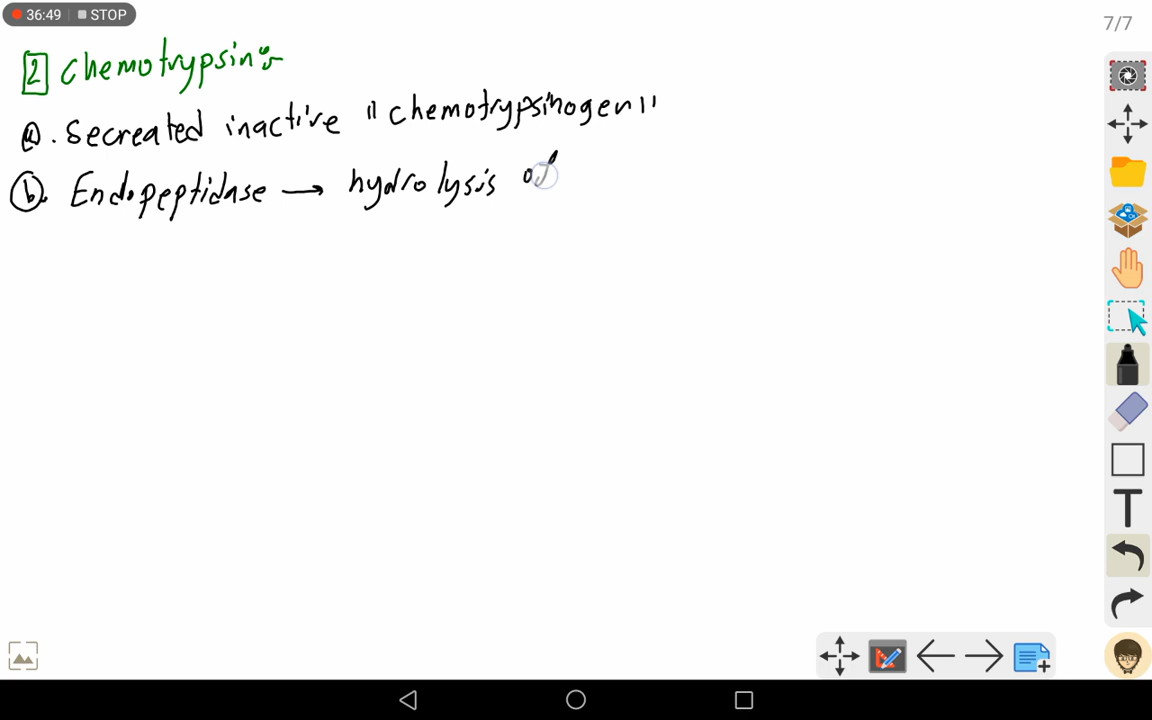 36:49 STOP
7/7
2 Chemotrypsin:-
a. Secreated inactive "chemotrypsinogen"
b. Endopeptidase → hydrolysis of
T